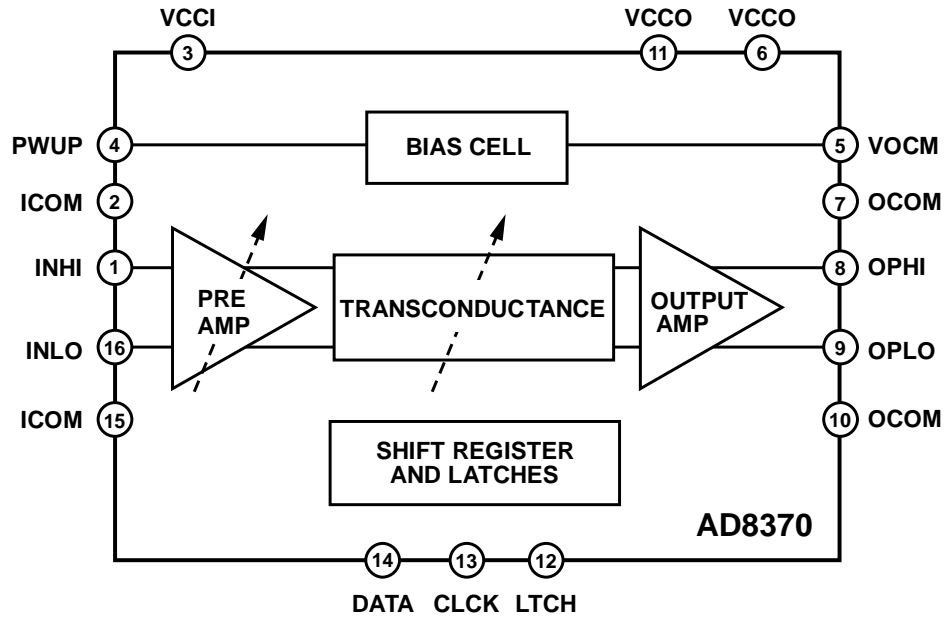 VCCI VCCO VCCO
3 11 6
PWUP 4 BIAS CELL 5 VOCM
ICOM 2 7 OCOM
INHI 1 8 OPHI
PRE AMP
TRANSCONDUCTANCE
OUTPUT AMP
INLO 16 9 OPLO
ICOM 15 10 OCOM
SHIFT REGISTER
AND LATCHES
AD8370
14 13 12
DATA CLCK LTCH